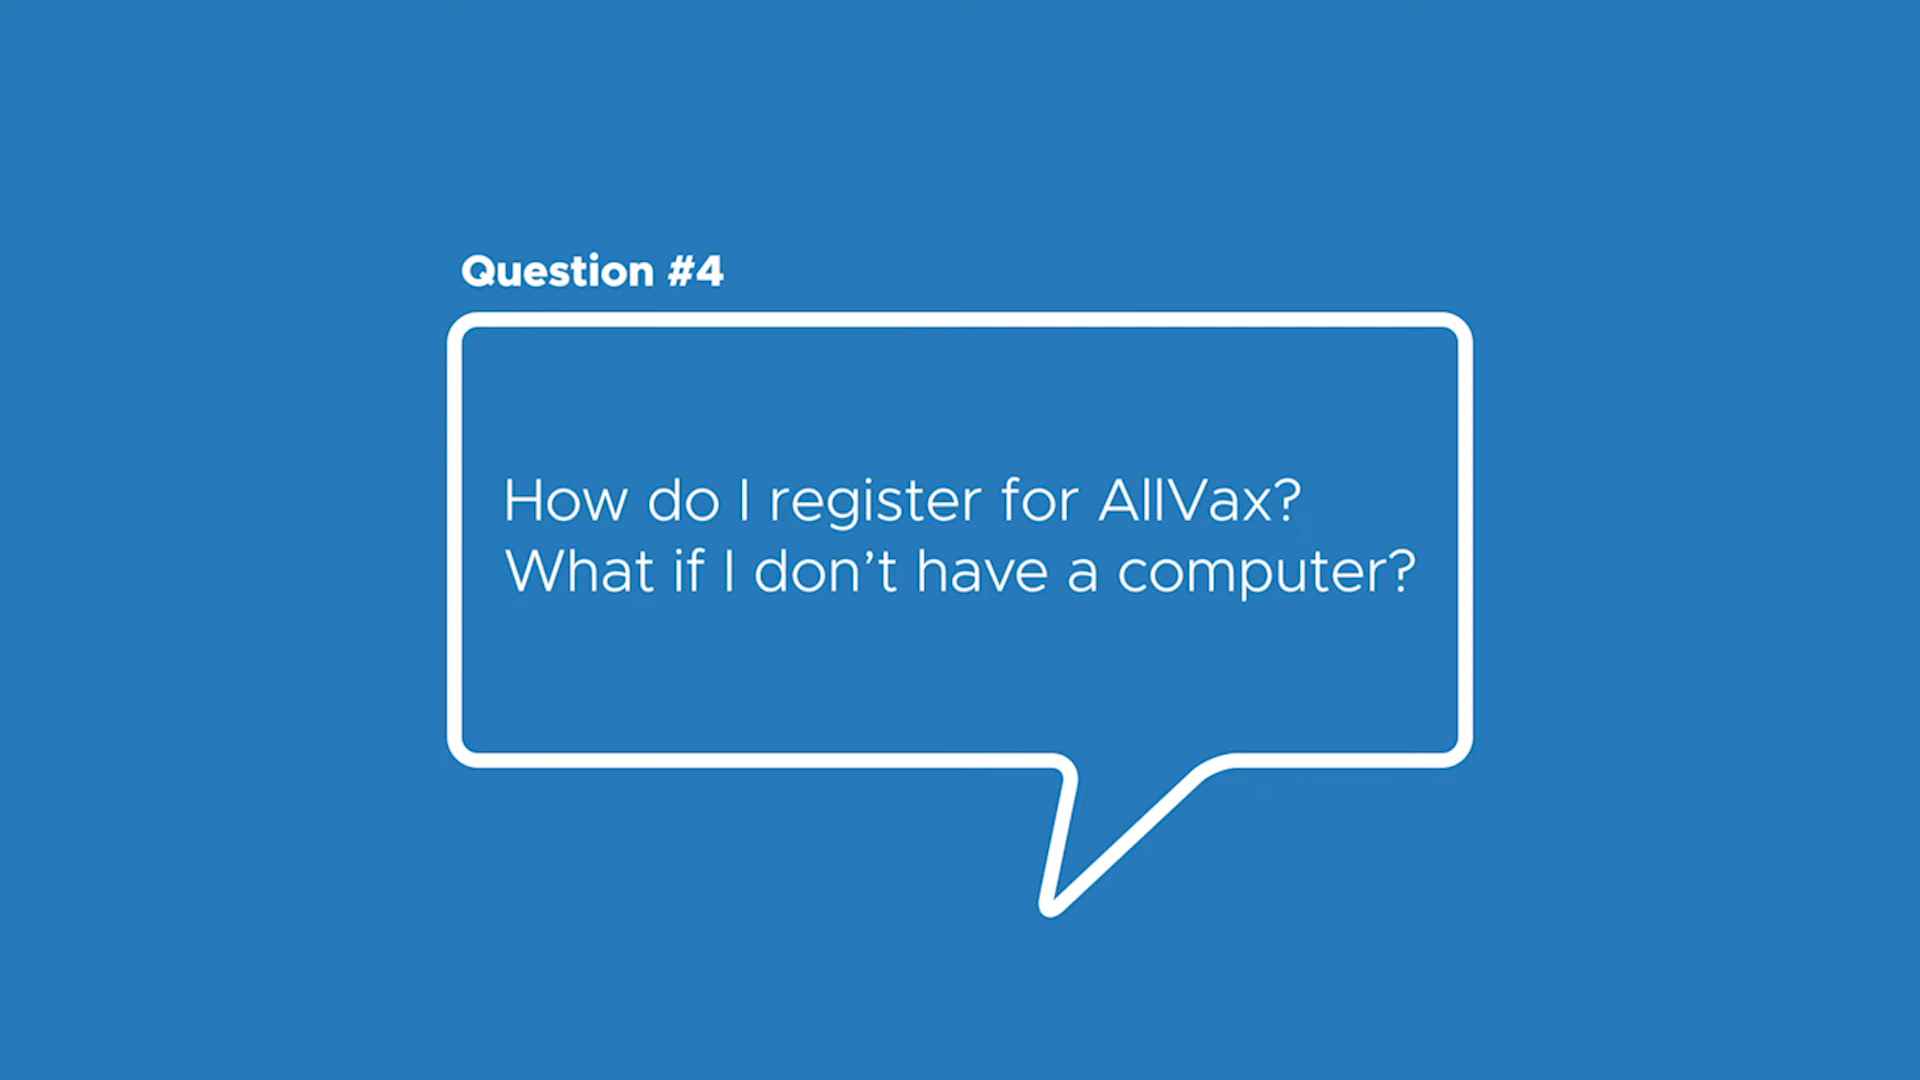 Question #4
How do I register for AllVax?
What if I don’t have a computer?